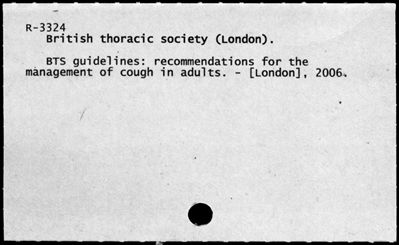 R-3324
British thoracic society (London).
BTS guidelines: recommendations for the
management of cough in adults. - [London], 2006.